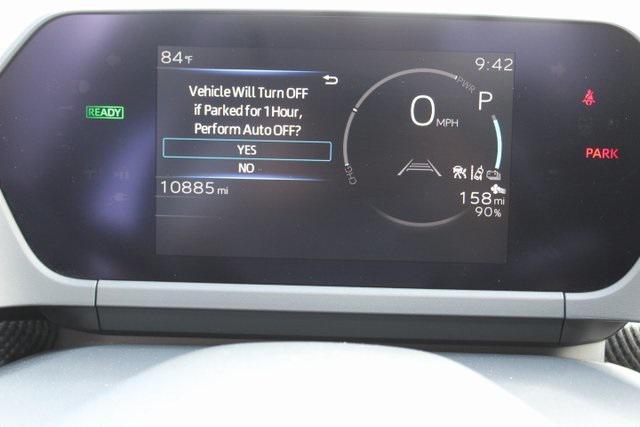 84°F
9:42
Vehicle Will Turn OFF
if Parked for 1 Hour,
Perform Auto OFF?
YES
NO
READY
PWR
0 MPH
P
CHG
PARK
10885 mi
158 mi
90%